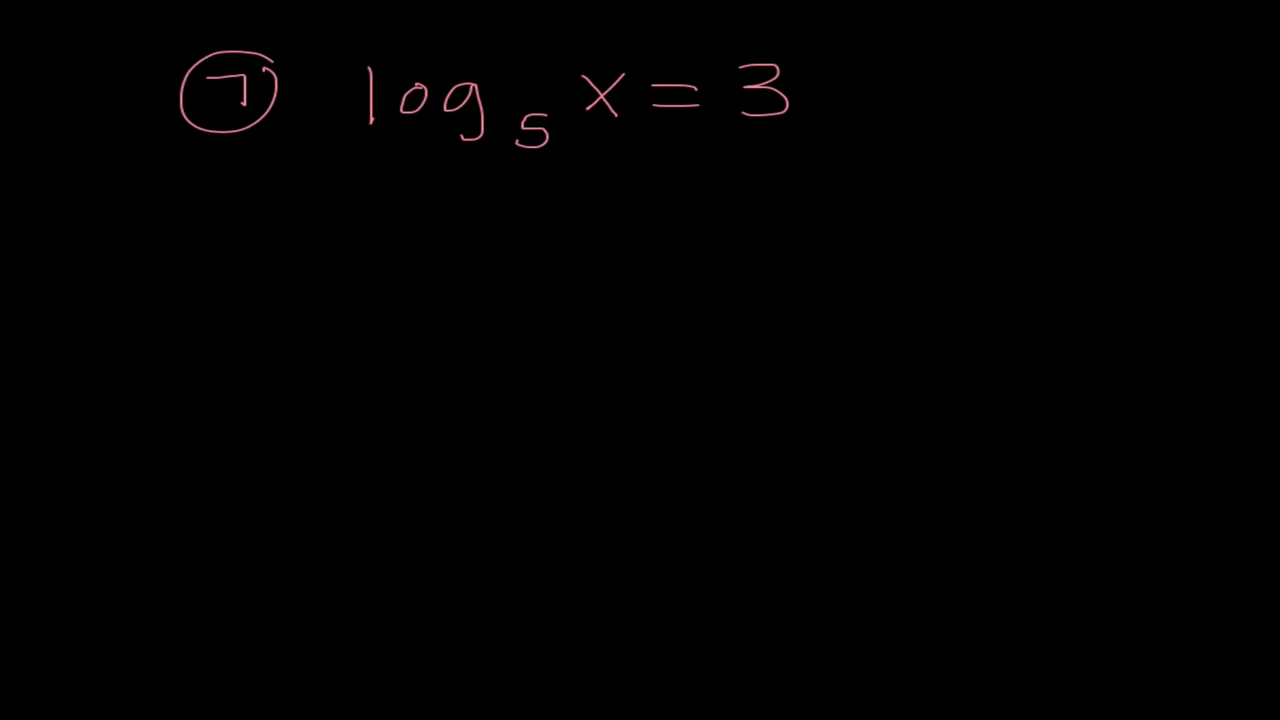 ⑦ log₅ x = 3